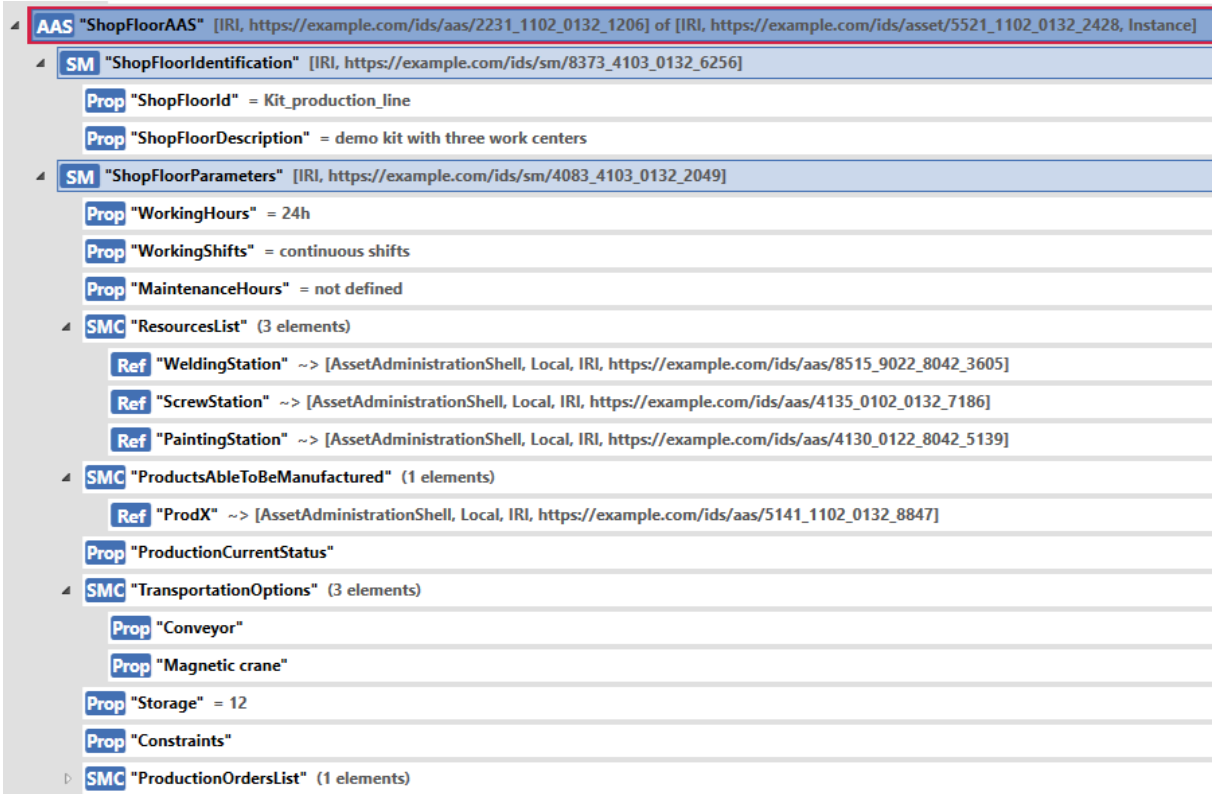 AAS "ShopFloorAAS" [IRI, https://example.com/ids/aas/2231_1102_0132_1206] of [IRI, https://example.com/ids/asset/5521_1102_0132_2428, Instance]
SM "ShopFloorIdentification" [IRI, https://example.com/ids/sm/8373_4103_0132_6256]
Prop "ShopFloorId" = Kit_production_line
Prop "ShopFloorDescription" = demo kit with three work centers
SM "ShopFloorParameters" [IRI, https://example.com/ids/sm/4083_4103_0132_2049]
Prop "WorkingHours" = 24h
Prop "WorkingShifts" = continuous shifts
Prop "MaintenanceHours" = not defined
SMC "ResourcesList" (3 elements)
Ref "WeldingStation" ~> [AssetAdministrationShell, Local, IRI, https://example.com/ids/aas/8515_9022_8042_3605]
Ref "ScrewStation" ~> [AssetAdministrationShell, Local, IRI, https://example.com/ids/aas/4135_0102_0132_7186]
Ref "PaintingStation" ~> [AssetAdministrationShell, Local, IRI, https://example.com/ids/aas/4130_0122_8042_5139]
SMC "ProductsAbleToBeManufactured" (1 elements)
Ref "ProdX" ~> [AssetAdministrationShell, Local, IRI, https://example.com/ids/aas/5141_1102_0132_8847]
Prop "ProductionCurrentStatus"
SMC "TransportationOptions" (3 elements)
Prop "Conveyor"
Prop "Magnetic crane"
Prop "Storage" = 12
Prop "Constraints"
SMC "ProductionOrdersList" (1 elements)